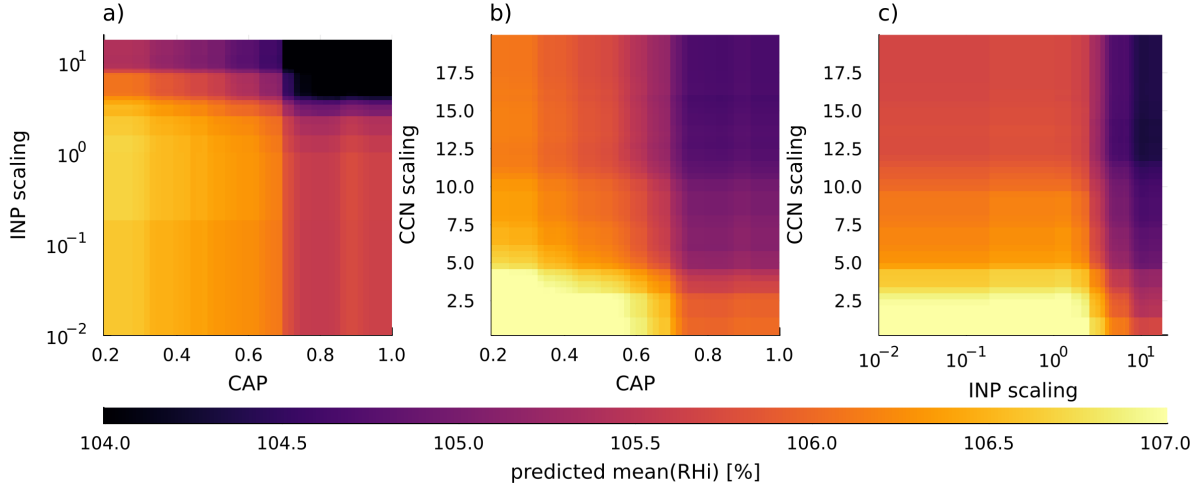 a)
b)
c)
10^1
10^0
10^-1
10^-2
INP scaling
0.2 0.4 0.6 0.8 1.0
CAP
17.5
15.0
12.5
10.0
7.5
5.0
2.5
CCN scaling
0.2 0.4 0.6 0.8 1.0
CAP
17.5
15.0
12.5
10.0
7.5
5.0
2.5
CCN scaling
10^-2 10^-1 10^0 10^1
INP scaling
104.0 104.5 105.0 105.5 106.0 106.5 107.0
predicted mean(RHi) [%]